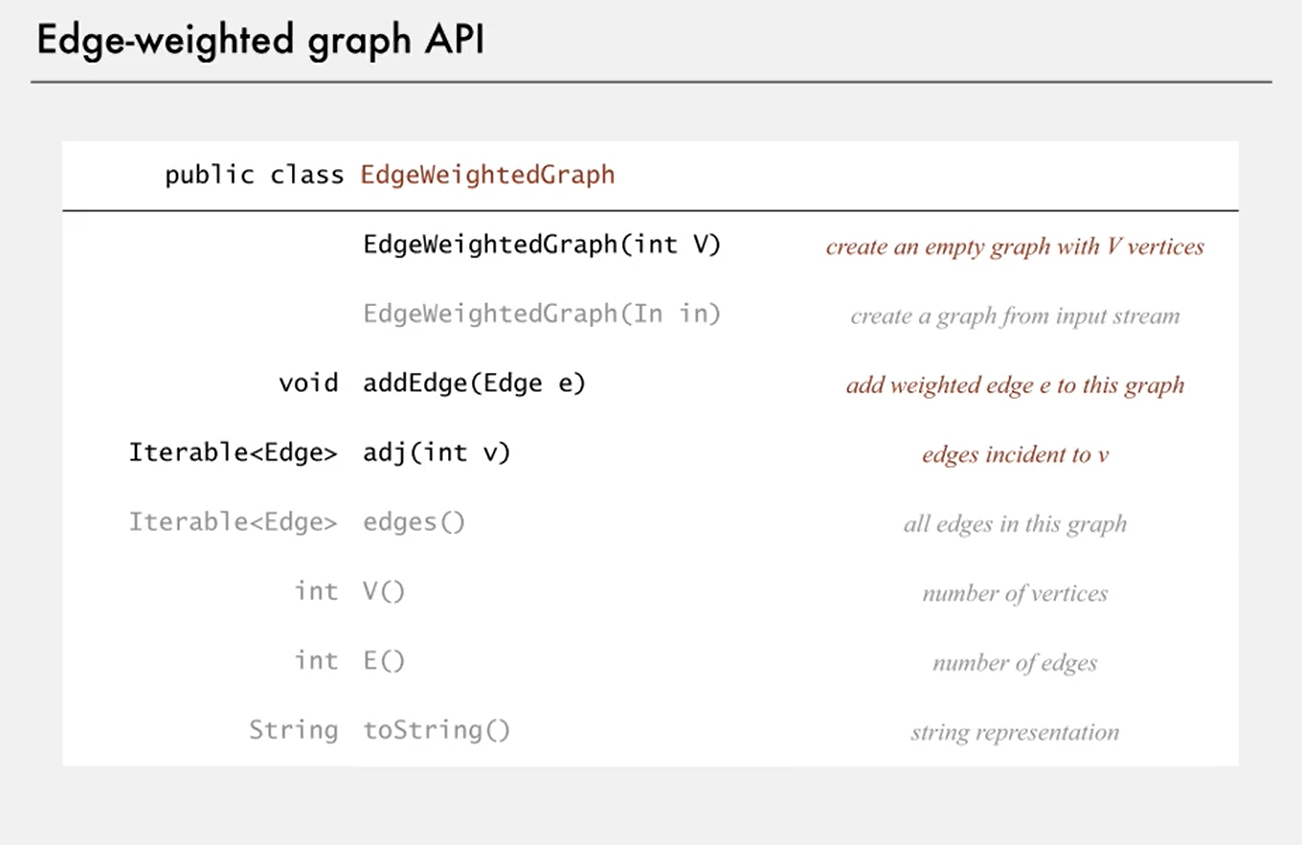 Edge-weighted graph API
public class EdgeWeightedGraph
EdgeWeightedGraph(int V) create an empty graph with V vertices
EdgeWeightedGraph(In in) create a graph from input stream
void addEdge(Edge e) add weighted edge e to this graph
Iterable<Edge> adj(int v) edges incident to v
Iterable<Edge> edges() all edges in this graph
int V() number of vertices
int E() number of edges
String toString() string representation